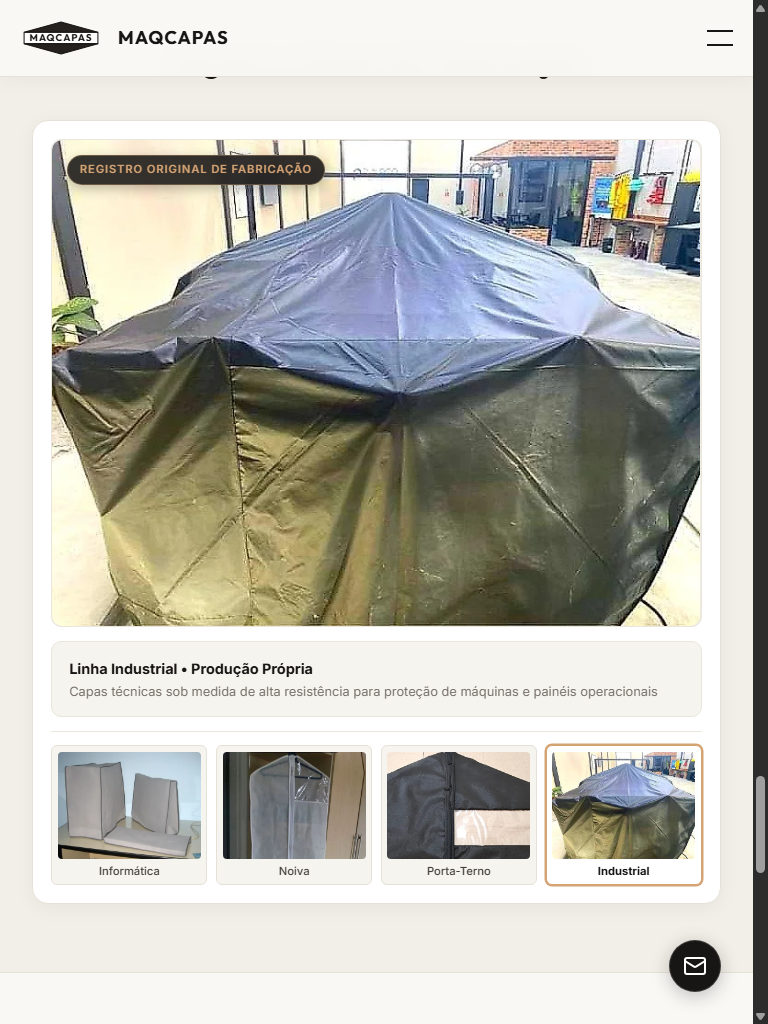 MAQCAPAS
MAQCAPAS
REGISTRO ORIGINAL DE FABRICAÇÃO
Linha Industrial • Produção Própria
Capas técnicas sob medida de alta resistência para proteção de máquinas e painéis operacionais
Informática
Noiva
Porta-Terno
Industrial